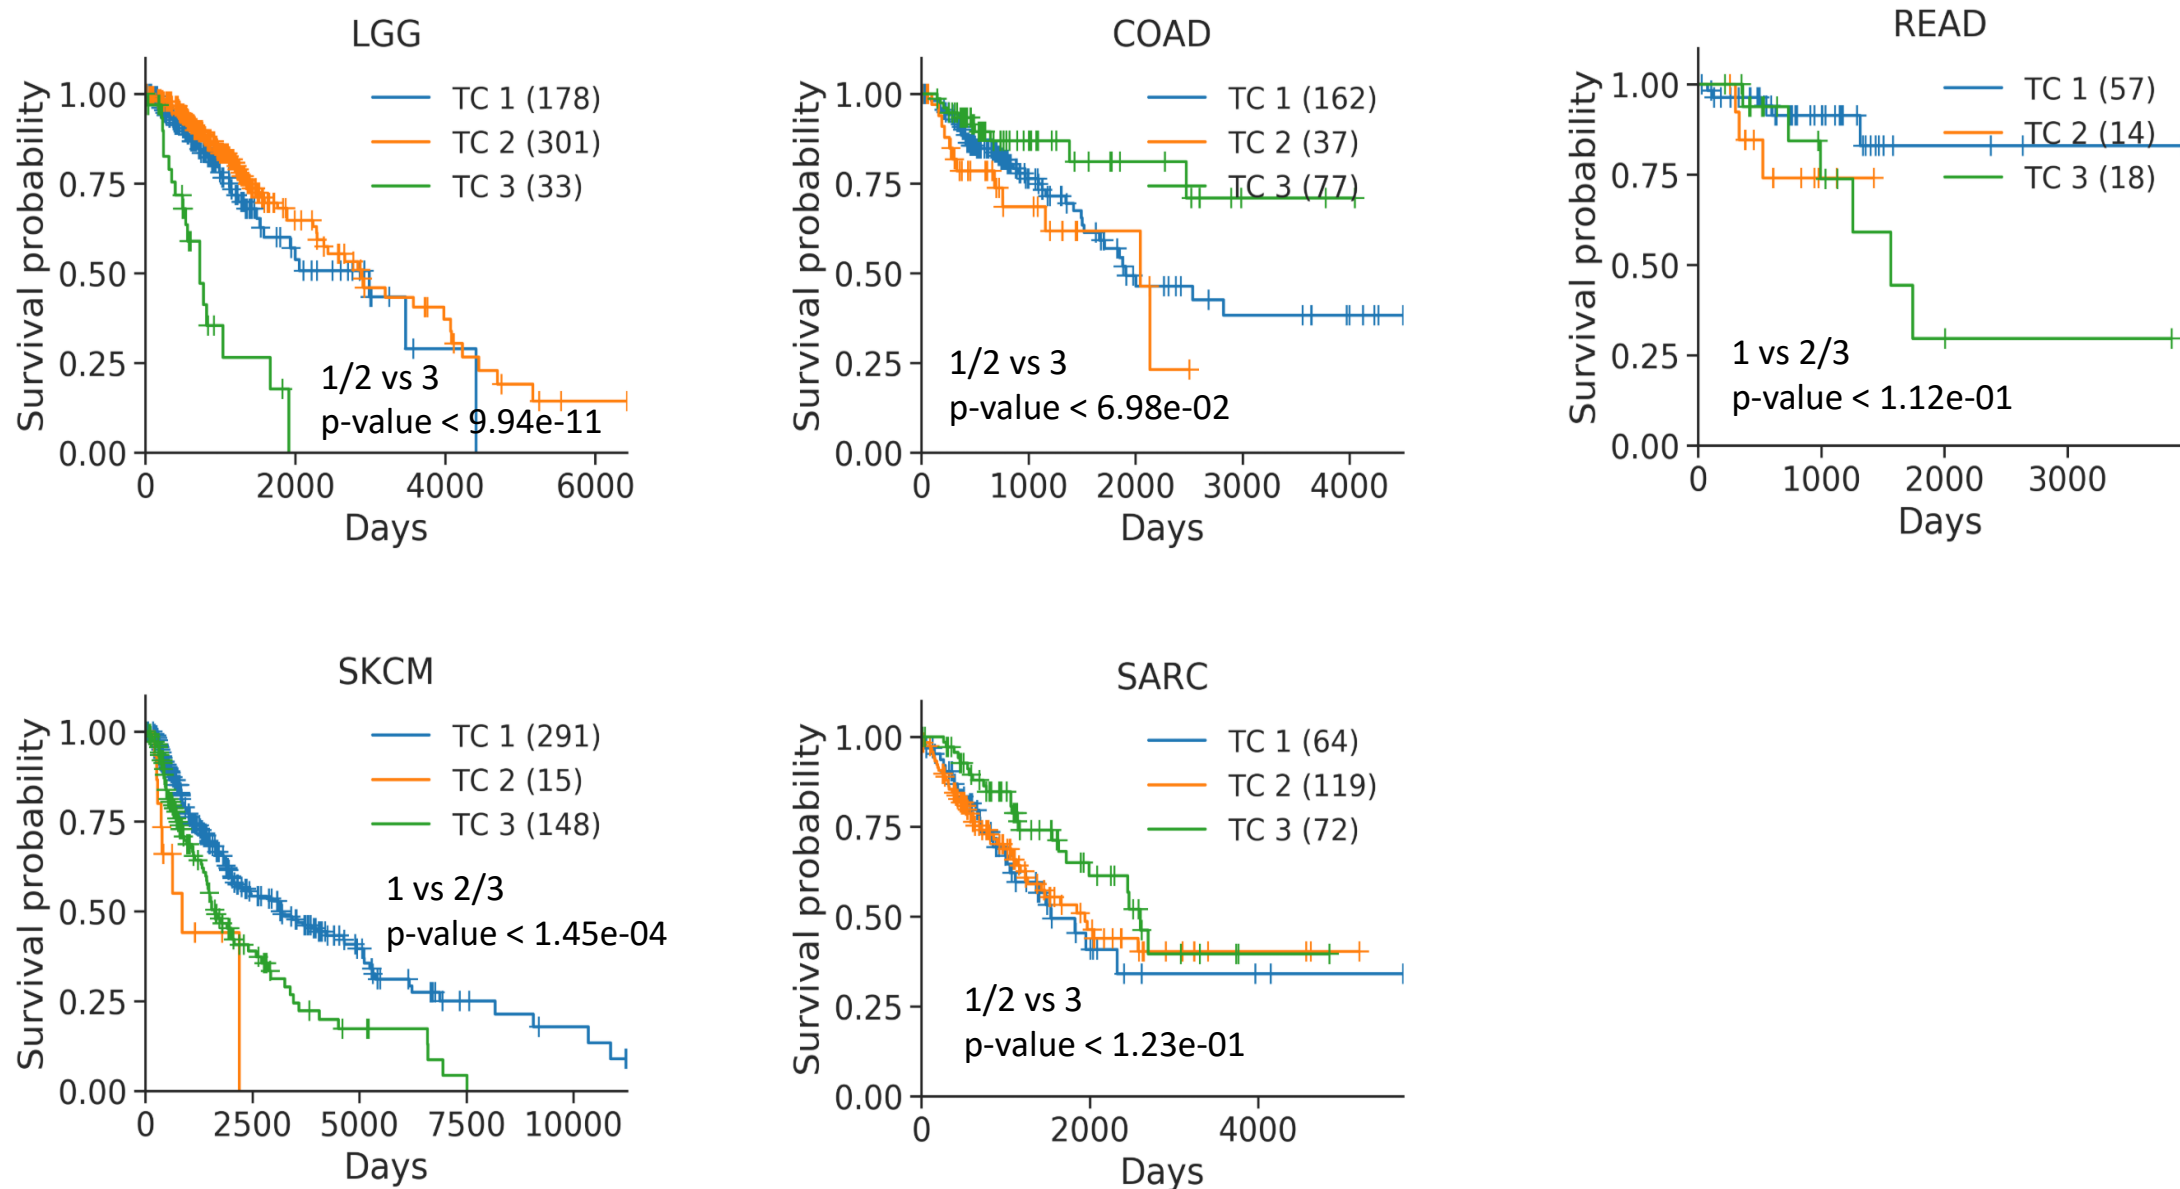 LGG
Survival probability
1.00
0.75
0.50
0.25
0.00
TC 1 (178)
TC 2 (301)
TC 3 (33)
1/2 vs 3
p-value < 9.94e-11
0 2000 4000 6000
Days
COAD
Survival probability
1.00
0.75
0.50
0.25
0.00
TC 1 (162)
TC 2 (37)
TC 3 (77)
1/2 vs 3
p-value < 6.98e-02
0 1000 2000 3000 4000
Days
READ
Survival probability
1.00
0.75
0.50
0.25
0.00
TC 1 (57)
TC 2 (14)
TC 3 (18)
1 vs 2/3
p-value < 1.12e-01
0 1000 2000 3000
Days
SKCM
Survival probability
1.00
0.75
0.50
0.25
0.00
TC 1 (291)
TC 2 (15)
TC 3 (148)
1 vs 2/3
p-value < 1.45e-04
0 2500 5000 7500 10000
Days
SARC
Survival probability
1.00
0.75
0.50
0.25
0.00
TC 1 (64)
TC 2 (119)
TC 3 (72)
1/2 vs 3
p-value < 1.23e-01
0 2000 4000
Days